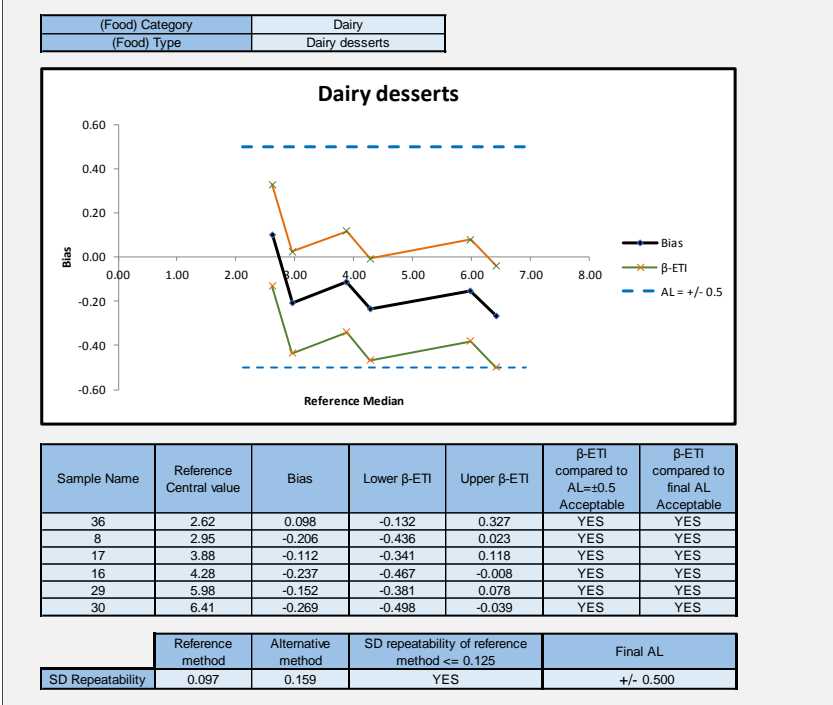 (Food) Category Dairy
(Food) Type Dairy desserts
Dairy desserts
0.60
0.40
0.20
0.00
-0.20
-0.40
-0.60
0.00 1.00 2.00 3.00 4.00 5.00 6.00 7.00 8.00
Bias
Reference Median
Bias
β-ETI
AL = +/- 0.5
Sample Name Reference Central value Bias Lower β-ETI Upper β-ETI β-ETI compared to AL=±0.5 Acceptable β-ETI compared to final AL Acceptable
36 2.62 0.098 -0.132 0.327 YES YES
8 2.95 -0.206 -0.436 0.023 YES YES
17 3.88 -0.112 -0.341 0.118 YES YES
16 4.28 -0.237 -0.467 -0.008 YES YES
29 5.98 -0.152 -0.381 0.078 YES YES
30 6.41 -0.269 -0.498 -0.039 YES YES
Reference method Alternative method SD repeatability of reference method <= 0.125 Final AL
SD Repeatability 0.097 0.159 YES +/- 0.500